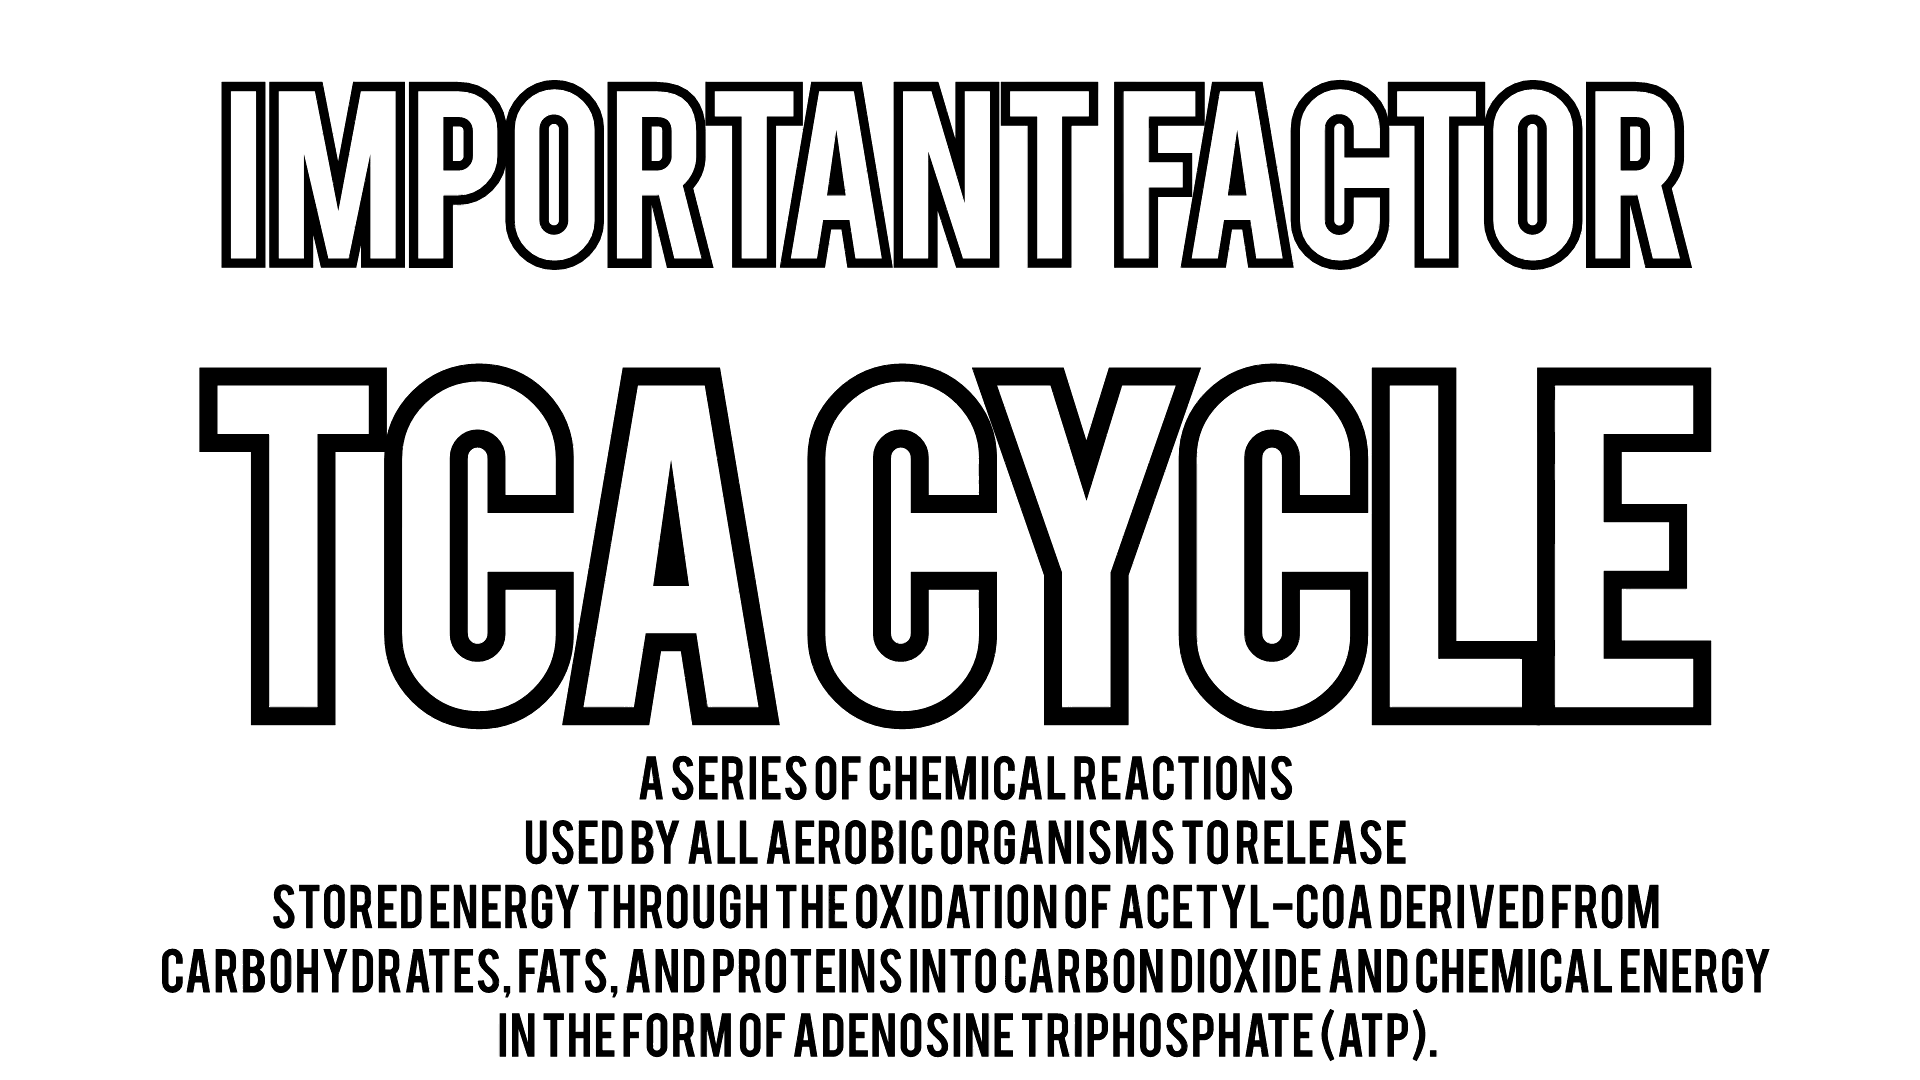 IMPORTANT FACTOR
TCA CYCLE
A SERIES OF CHEMICAL REACTIONS
USED BY ALL AEROBIC ORGANISMS TO RELEASE
STORED ENERGY THROUGH THE OXIDATION OF ACETYL-COA DERIVED FROM
CARBOHYDRATES, FATS, AND PROTEINS INTO CARBON DIOXIDE AND CHEMICAL ENERGY
IN THE FORM OF ADENOSINE TRIPHOSPHATE (ATP).